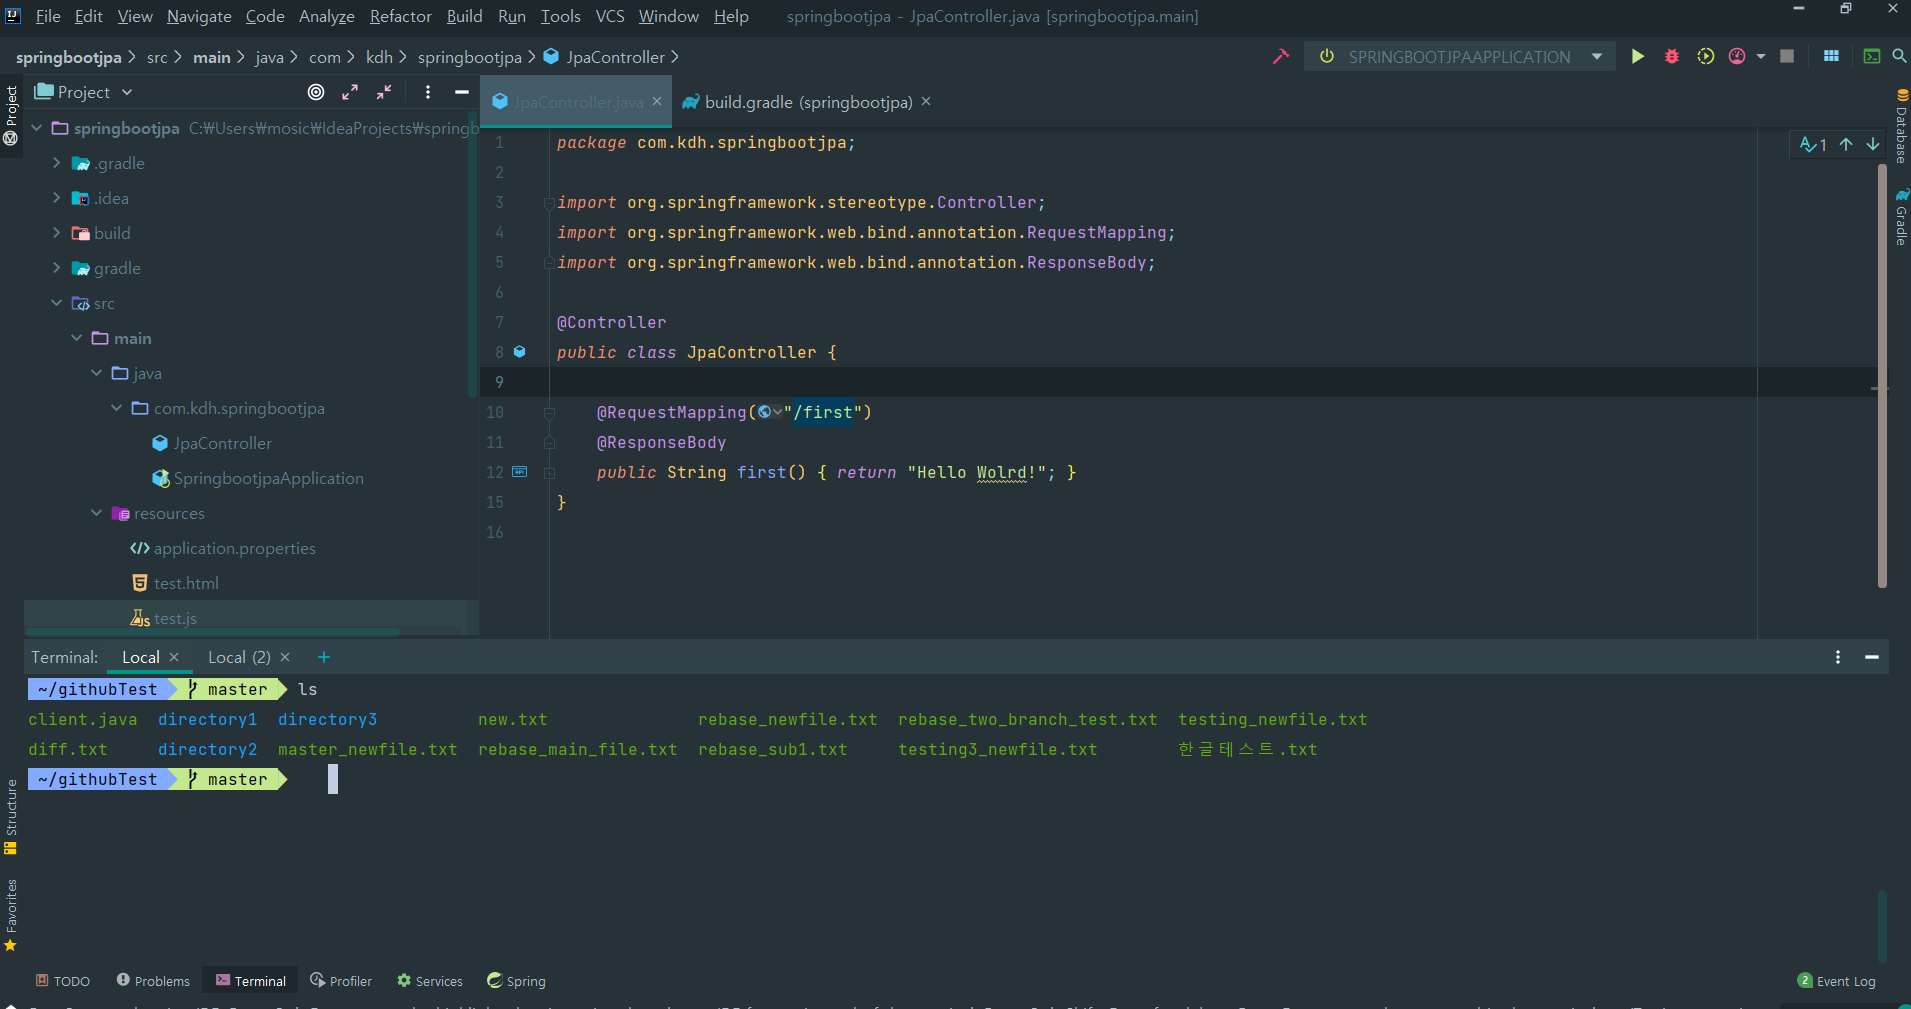 File Edit View Navigate Code Analyze Refactor Build Run Tools VCS Window Help springbootjpa - JpaController.java [springbootjpa.main]
springbootjpa src main java com kdh springbootjpa JpaController SPRINGBOOTJPAAPPLICATION
Project
Project
JpaController.java
build.gradle (springbootjpa)
springbootjpa C:₩Users₩mosic₩IdeaProjects₩springb
.gradle
.idea
build
gradle
src
main
java
com.kdh.springbootjpa
JpaController
SpringbootjpaApplication
resources
application.properties
test.html
test.js
1 package com.kdh.springbootjpa;
2
3 import org.springframework.stereotype.Controller;
4 import org.springframework.web.bind.annotation.RequestMapping;
5 import org.springframework.web.bind.annotation.ResponseBody;
6
7 @Controller
8 public class JpaController {
9
10 @RequestMapping("/first")
11 @ResponseBody
12 public String first() { return "Hello Wolrd!"; }
15 }
16
1
Database
Gradle
Terminal: Local Local (2) +
~/githubTest master ls
client.java directory1 directory3 new.txt rebase_newfile.txt rebase_two_branch_test.txt testing_newfile.txt
diff.txt directory2 master_newfile.txt rebase_main_file.txt rebase_sub1.txt testing3_newfile.txt 한글테스트.txt
~/githubTest master
Structure
Favorites
TODO Problems Terminal Profiler Services Spring 2 Event Log